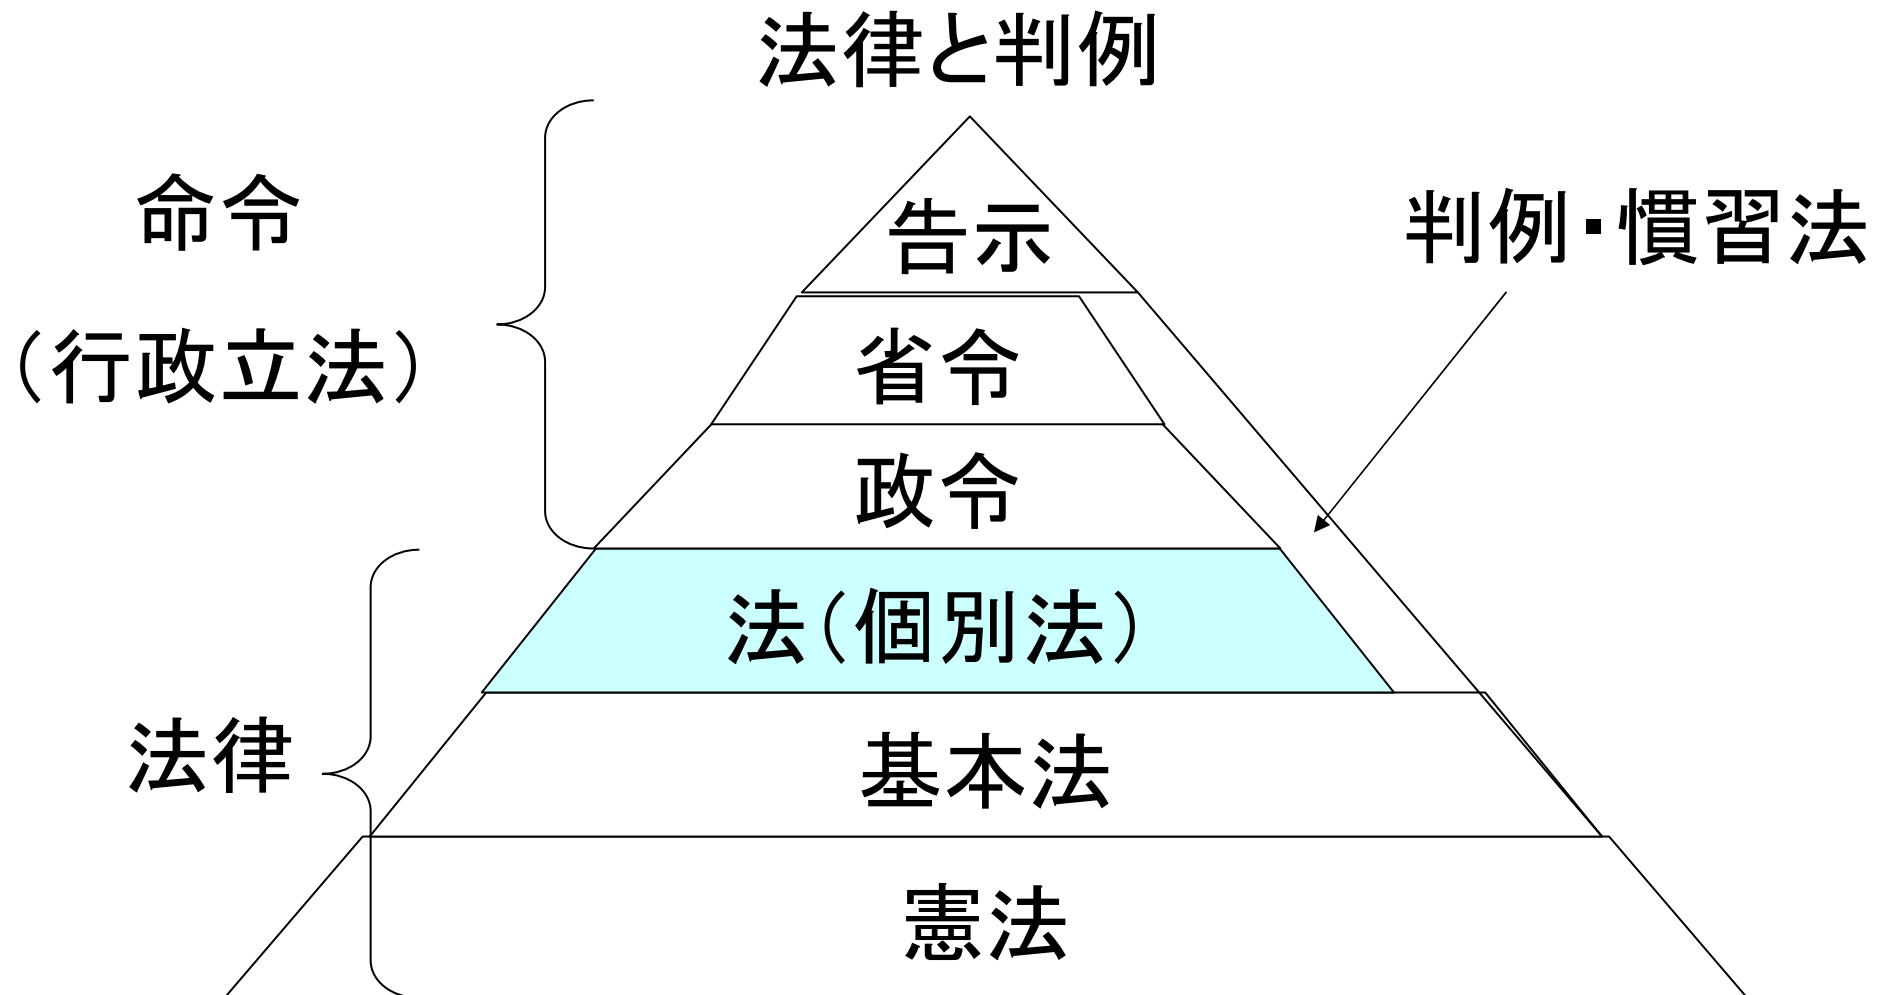 法律と判例
命令
(行政立法)
判例・慣習法
告示
省令
政令
法(個別法)
法律
基本法
憲法